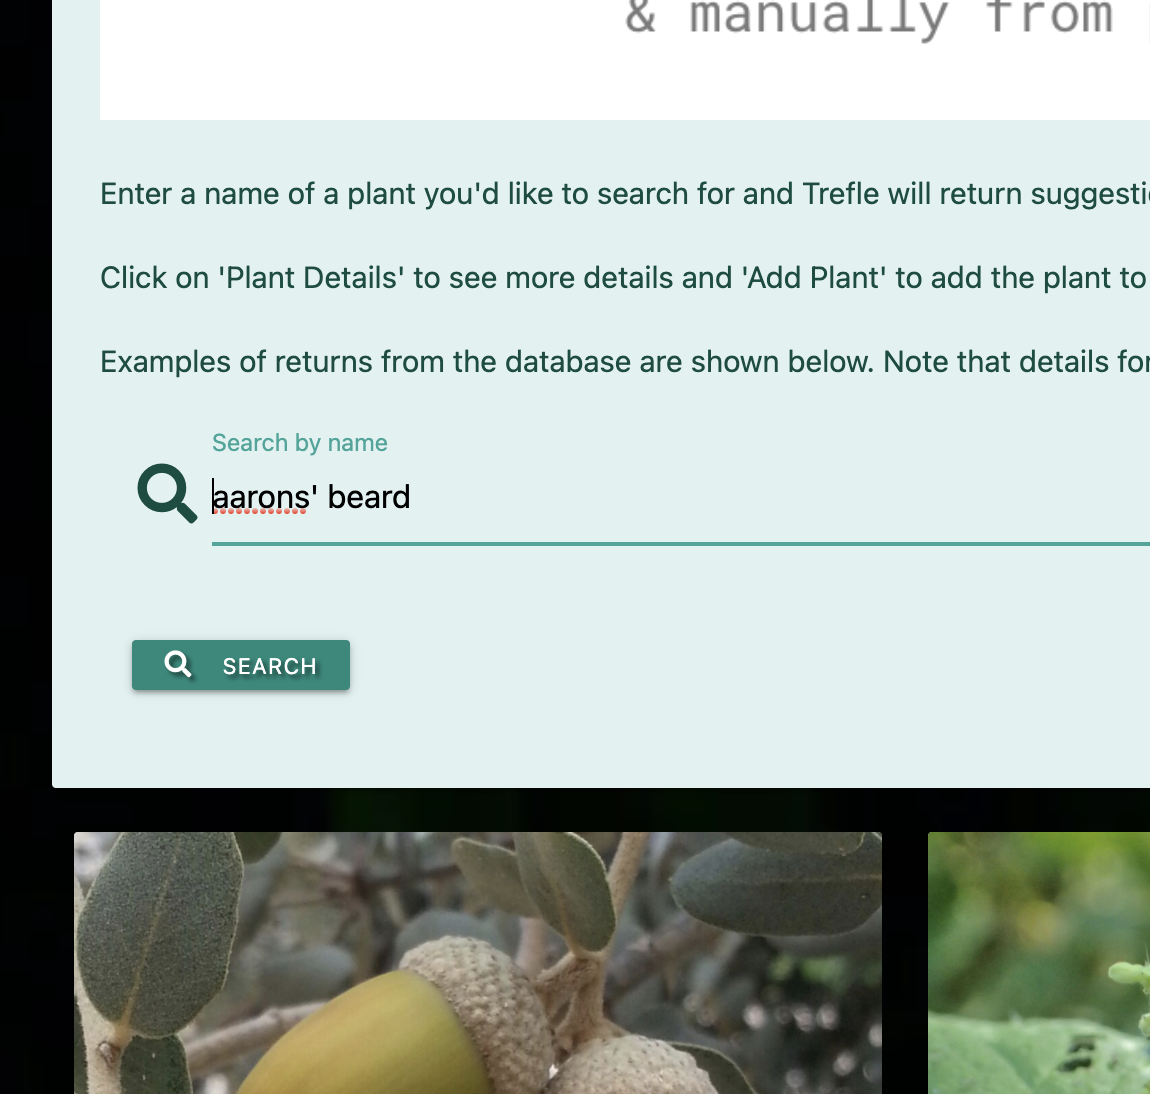 & manually from
Enter a name of a plant you'd like to search for and Trefle will return
Click on 'Plant Details' to see more details and 'Add Plant' to add the plant to
Examples of returns from the database are shown below. Note that details
Search by name
aarons' beard
SEARCH